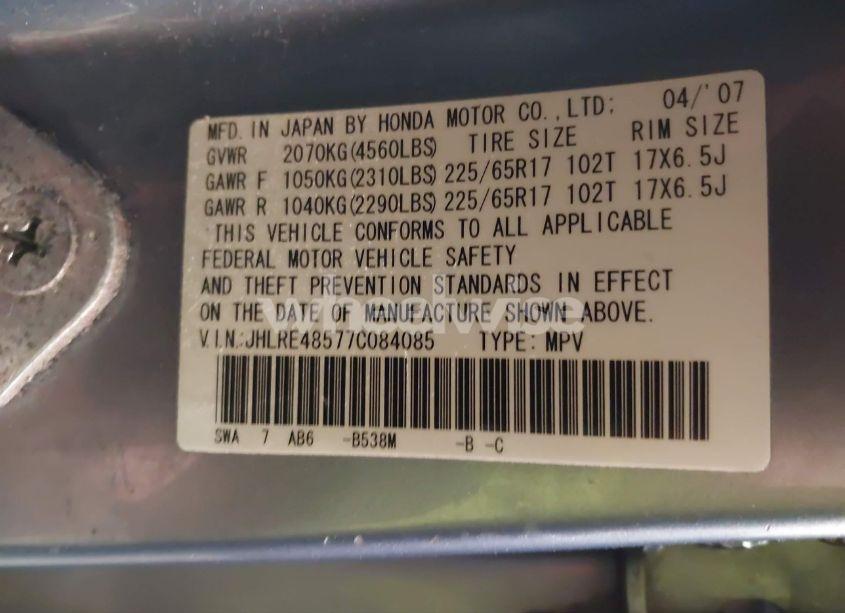 MFD. IN JAPAN BY HONDA MOTOR CO., LTD; 04/'07
GVWR 2070KG(4560LBS) TIRE SIZE RIM SIZE
GAWR F 1050KG(2310LBS) 225/65R17 102T 17X6.5J
GAWR R 1040KG(2290LBS) 225/65R17 102T 17X6.5J
THIS VEHICLE CONFORMS TO ALL APPLICABLE
FEDERAL MOTOR VEHICLE SAFETY
AND THEFT PREVENTION STANDARDS IN EFFECT
ON THE DATE OF MANUFACTURE SHOWN ABOVE.
V.I.N.:JHLRE48577C084085 TYPE: MPV
SWA 7 AB6 -B538M -B -C
wheelwise